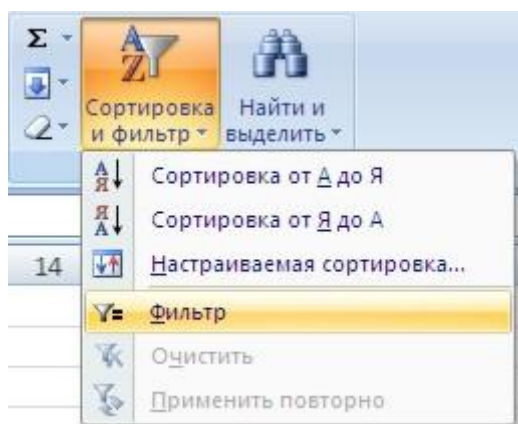 Σ
Сортировка
и фильтр
Найти и
выделить
Сортировка от А до Я
Сортировка от Я до А
14
Настраиваемая сортировка...
Фильтр
Очистить
Применить повторно